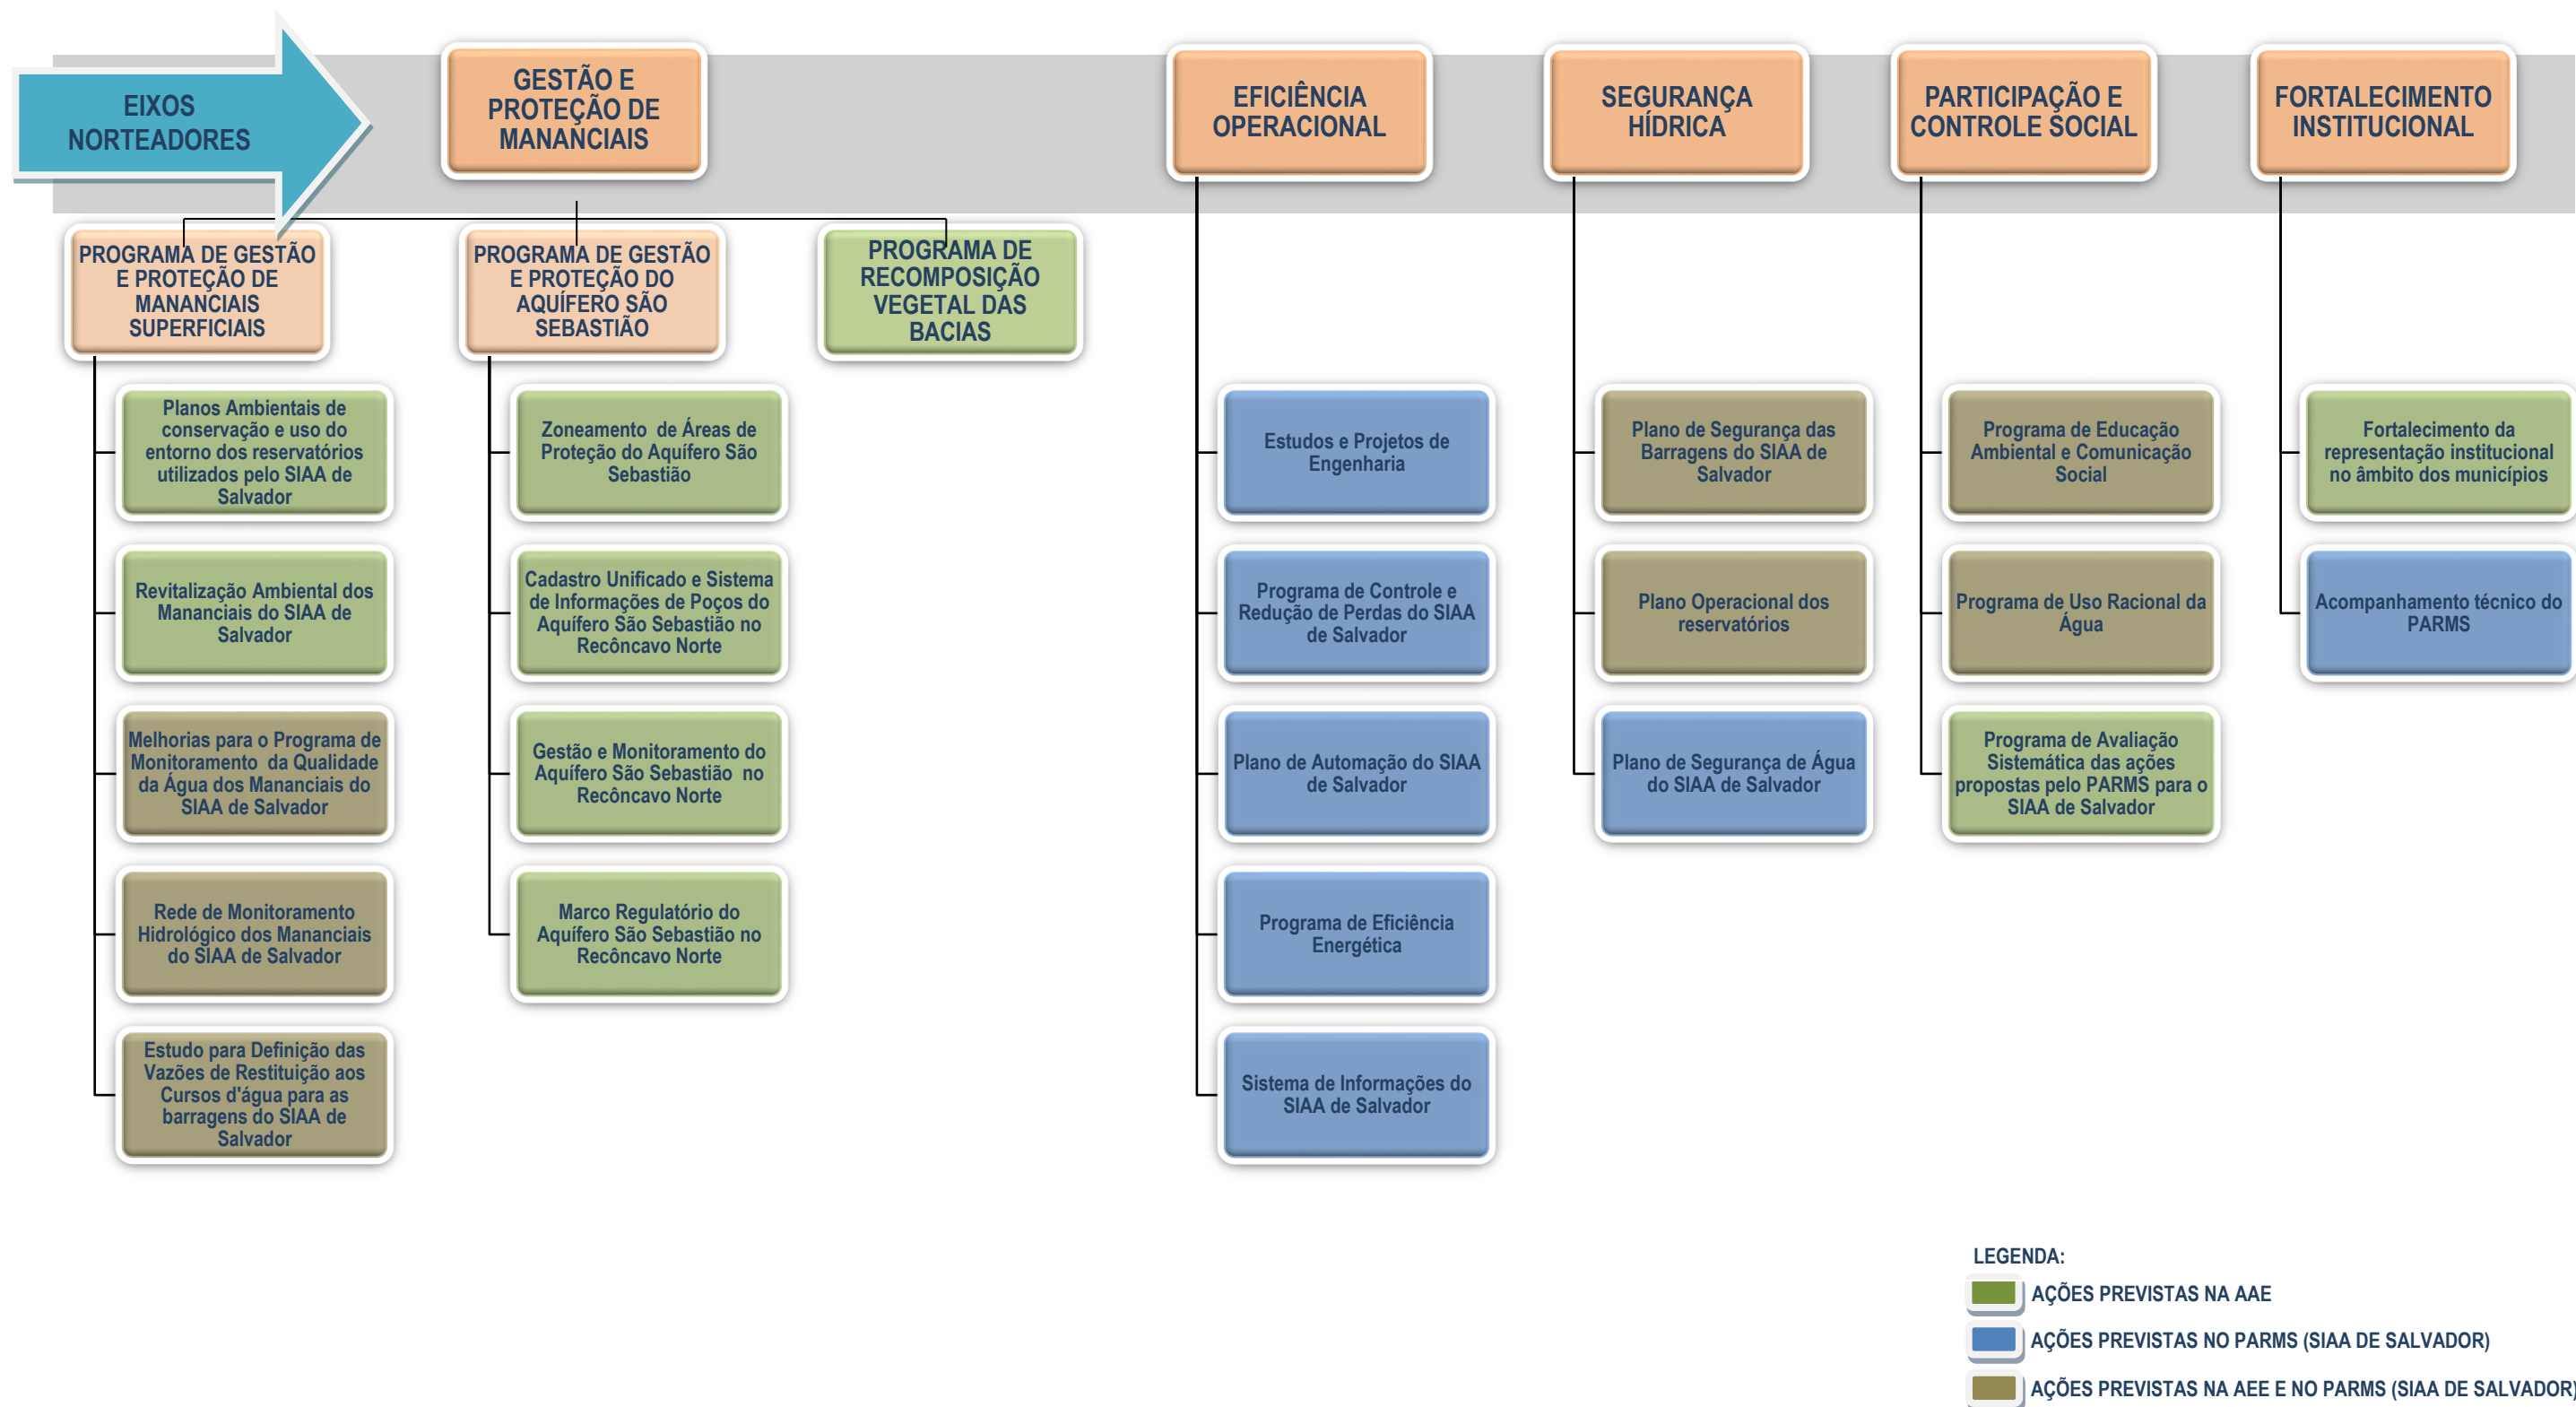 EIXOS
NORTEADORES
GESTÃO E
PROTEÇÃO DE
MANANCIAIS
EFICIÊNCIA
OPERACIONAL
SEGURANÇA
HÍDRICA
PARTICIPAÇÃO E
CONTROLE SOCIAL
FORTALECIMENTO
INSTITUCIONAL
PROGRAMA DE GESTÃO
E PROTEÇÃO DE
MANANCIAIS
SUPERFICIAIS
PROGRAMA DE GESTÃO
E PROTEÇÃO DO
AQUÍFERO SÃO
SEBASTIÃO
PROGRAMA DE
RECOMPOSIÇÃO
VEGETAL DAS
BACIAS
Planos Ambientais de
conservação e uso do
entorno dos reservatórios
utilizados pelo SIAA de
Salvador
Revitalização Ambiental dos
Mananciais do SIAA de
Salvador
Melhorias para o Programa de
Monitoramento da Qualidade
da Água dos Mananciais do
SIAA de Salvador
Rede de Monitoramento
Hidrológico dos Mananciais
do SIAA de Salvador
Estudo para Definição das
Vazões de Restituição aos
Cursos d'água para as
barragens do SIAA de
Salvador
Zoneamento de Áreas de
Proteção do Aquífero São
Sebastião
Cadastro Unificado e Sistema
de Informações de Poços do
Aquífero São Sebastião no
Recôncavo Norte
Gestão e Monitoramento do
Aquífero São Sebastião no
Recôncavo Norte
Marco Regulatório do
Aquífero São Sebastião no
Recôncavo Norte
Estudos e Projetos de
Engenharia
Programa de Controle e
Redução de Perdas do SIAA
de Salvador
Plano de Automação do SIAA
de Salvador
Programa de Eficiência
Energética
Sistema de Informações do
SIAA de Salvador
Plano de Segurança das
Barragens do SIAA de
Salvador
Plano Operacional dos
reservatórios
Plano de Segurança de Água
do SIAA de Salvador
Programa de Educação
Ambiental e Comunicação
Social
Programa de Uso Racional da
Água
Programa de Avaliação
Sistemática das ações
propostas pelo PARMS para o
SIAA de Salvador
Fortalecimento da
representação institucional
no âmbito dos municípios
Acompanhamento técnico do
PARMS
LEGENDA:
AÇÕES PREVISTAS NA AAE
AÇÕES PREVISTAS NO PARMS (SIAA DE SALVADOR)
AÇÕES PREVISTAS NA AEE E NO PARMS (SIAA DE SALVADOR)